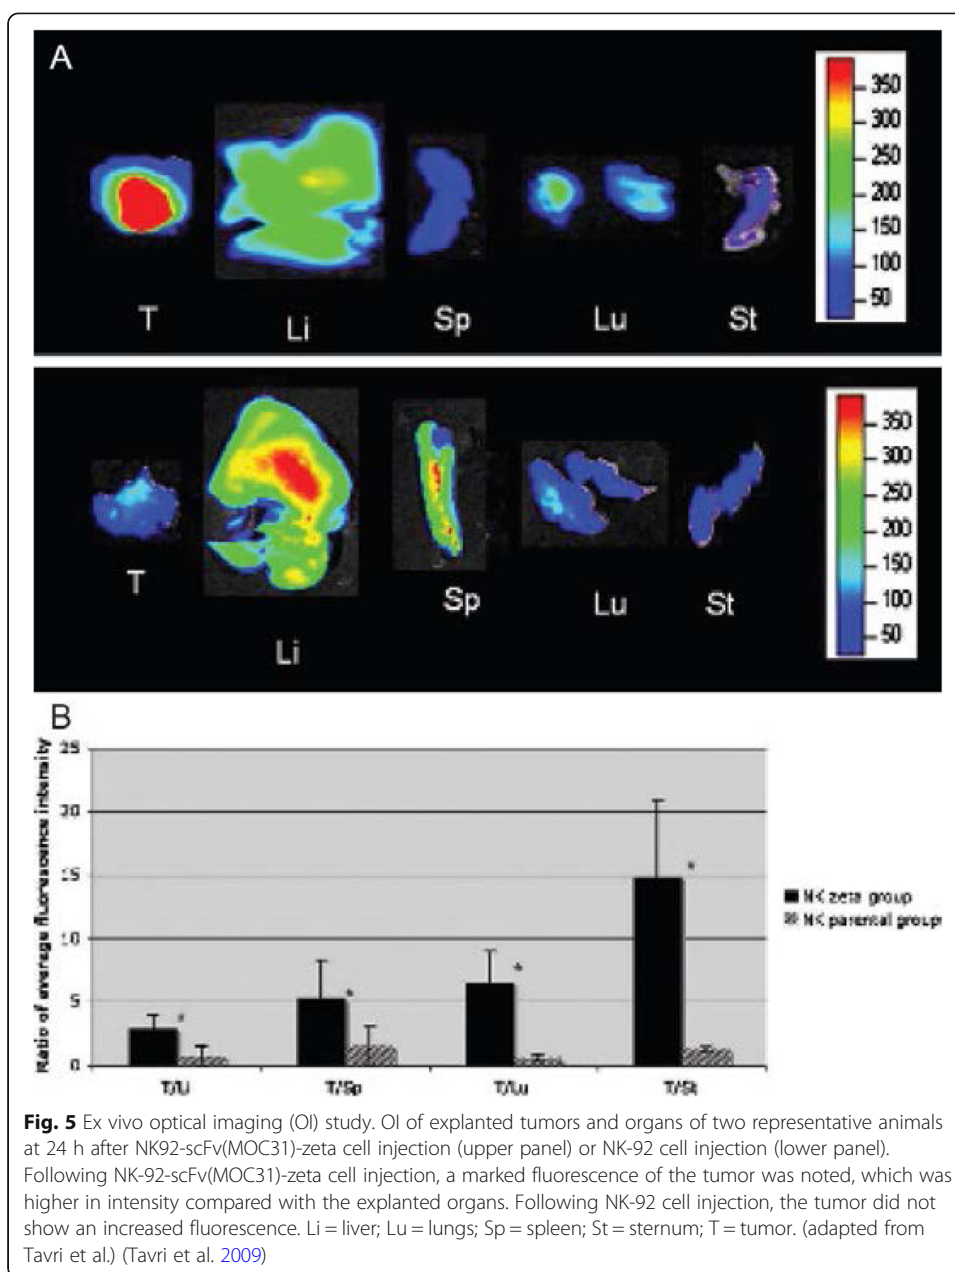 A
350
300
250
200
150
100
50
T
Li
Sp
Lu
St
350
300
250
200
150
100
50
T
Li
Sp
Lu
St
B
Ratio of average fluorescence intensity
25
20
15
10
5
0
*
*
*
T/Li
T/Sp
T/Lu
T/St
NK zeta group
NK parental group
Fig. 5 Ex vivo optical imaging (OI) study. OI of explanted tumors and organs of two representative animals
at 24 h after NK92-scFv(MOC31)-zeta cell injection (upper panel) or NK-92 cell injection (lower panel).
Following NK-92-scFv(MOC31)-zeta cell injection, a marked fluorescence of the tumor was noted, which was
higher in intensity compared with the explanted organs. Following NK-92 cell injection, the tumor did not
show an increased fluorescence. Li = liver; Lu = lungs; Sp = spleen; St = sternum; T = tumor. (adapted from
Tavri et al.) (Tavri et al. 2009)